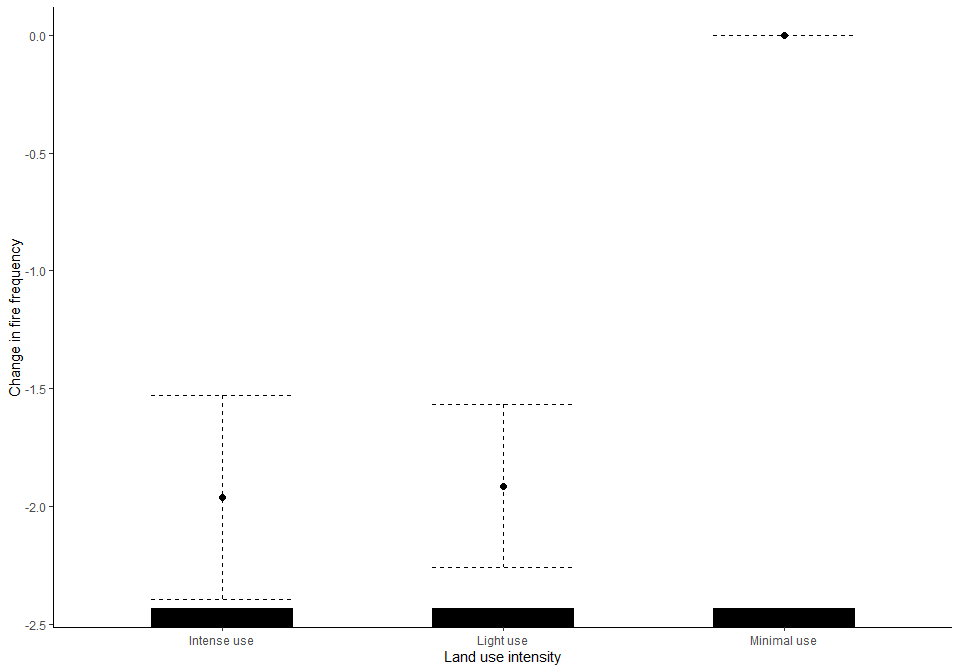 Change in fire frequency
0.0
-0.5
-1.0
-1.5
-2.0
-2.5
Intense use Light use Minimal use
Land use intensity